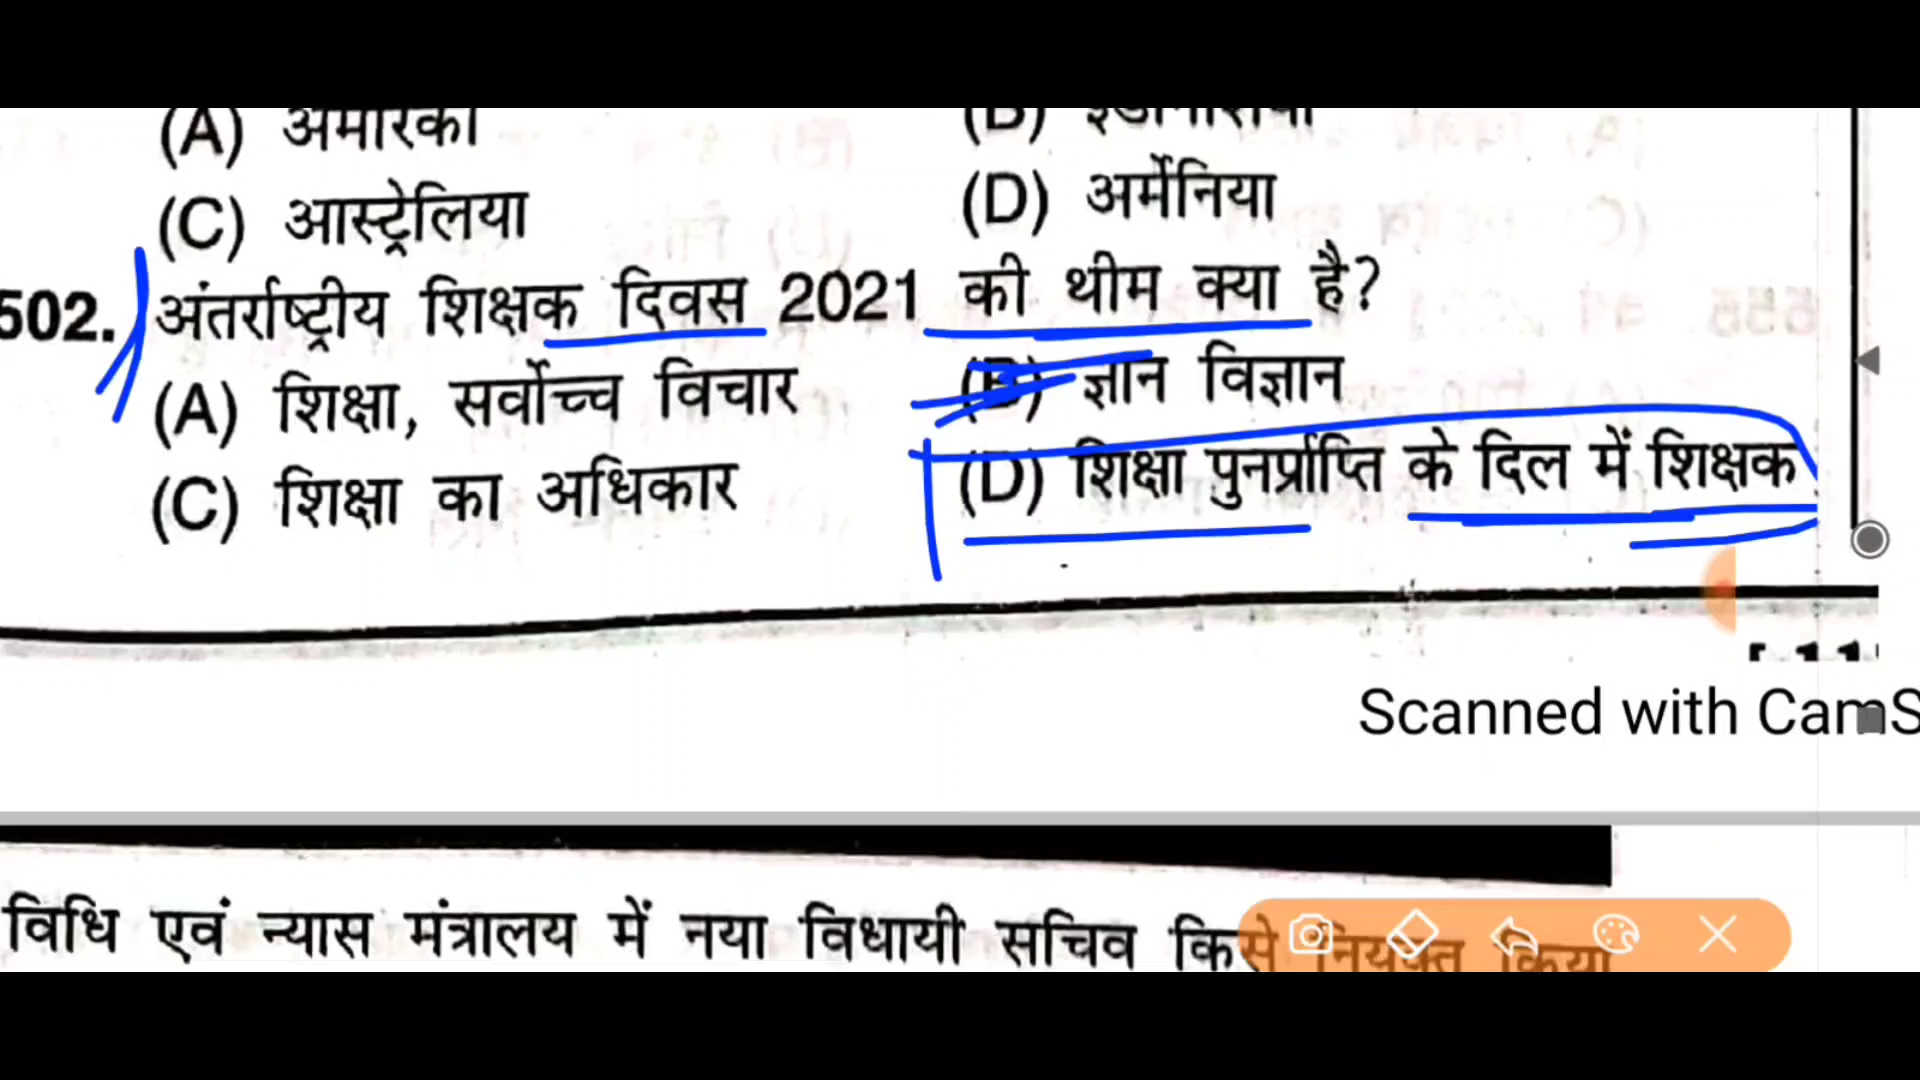 (A) अमेरिका (B) इंडोनेशिया
(C) आस्ट्रेलिया (D) अर्मेनिया
502. अंतर्राष्ट्रीय शिक्षक दिवस 2021 की थीम क्या है?
(A) शिक्षा, सर्वोच्च विचार (B) ज्ञान विज्ञान
(C) शिक्षा का अधिकार (D) शिक्षा पुनर्प्राप्ति के दिल में शिक्षक
Scanned with CamS
विधि एवं न्यास मंत्रालय में नया विधायी सचिव किसे नियुक्त किया